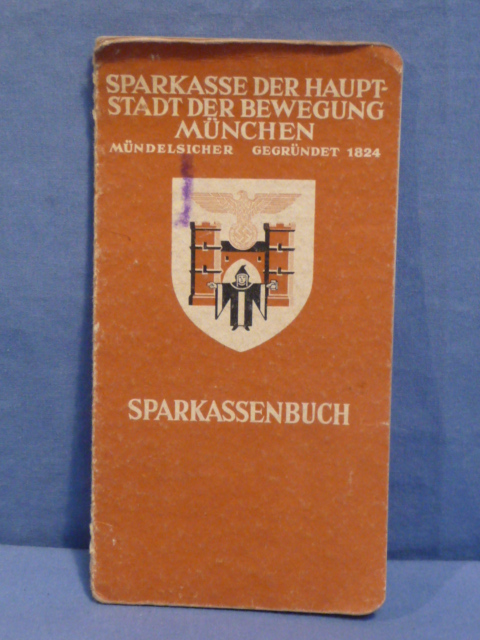 SPARKASSE DER HAUPT-
STADT DER BEWEGUNG
MÜNCHEN
MÜNDELSICHER GEGRÜNDET 1824
SPARKASSENBUCH